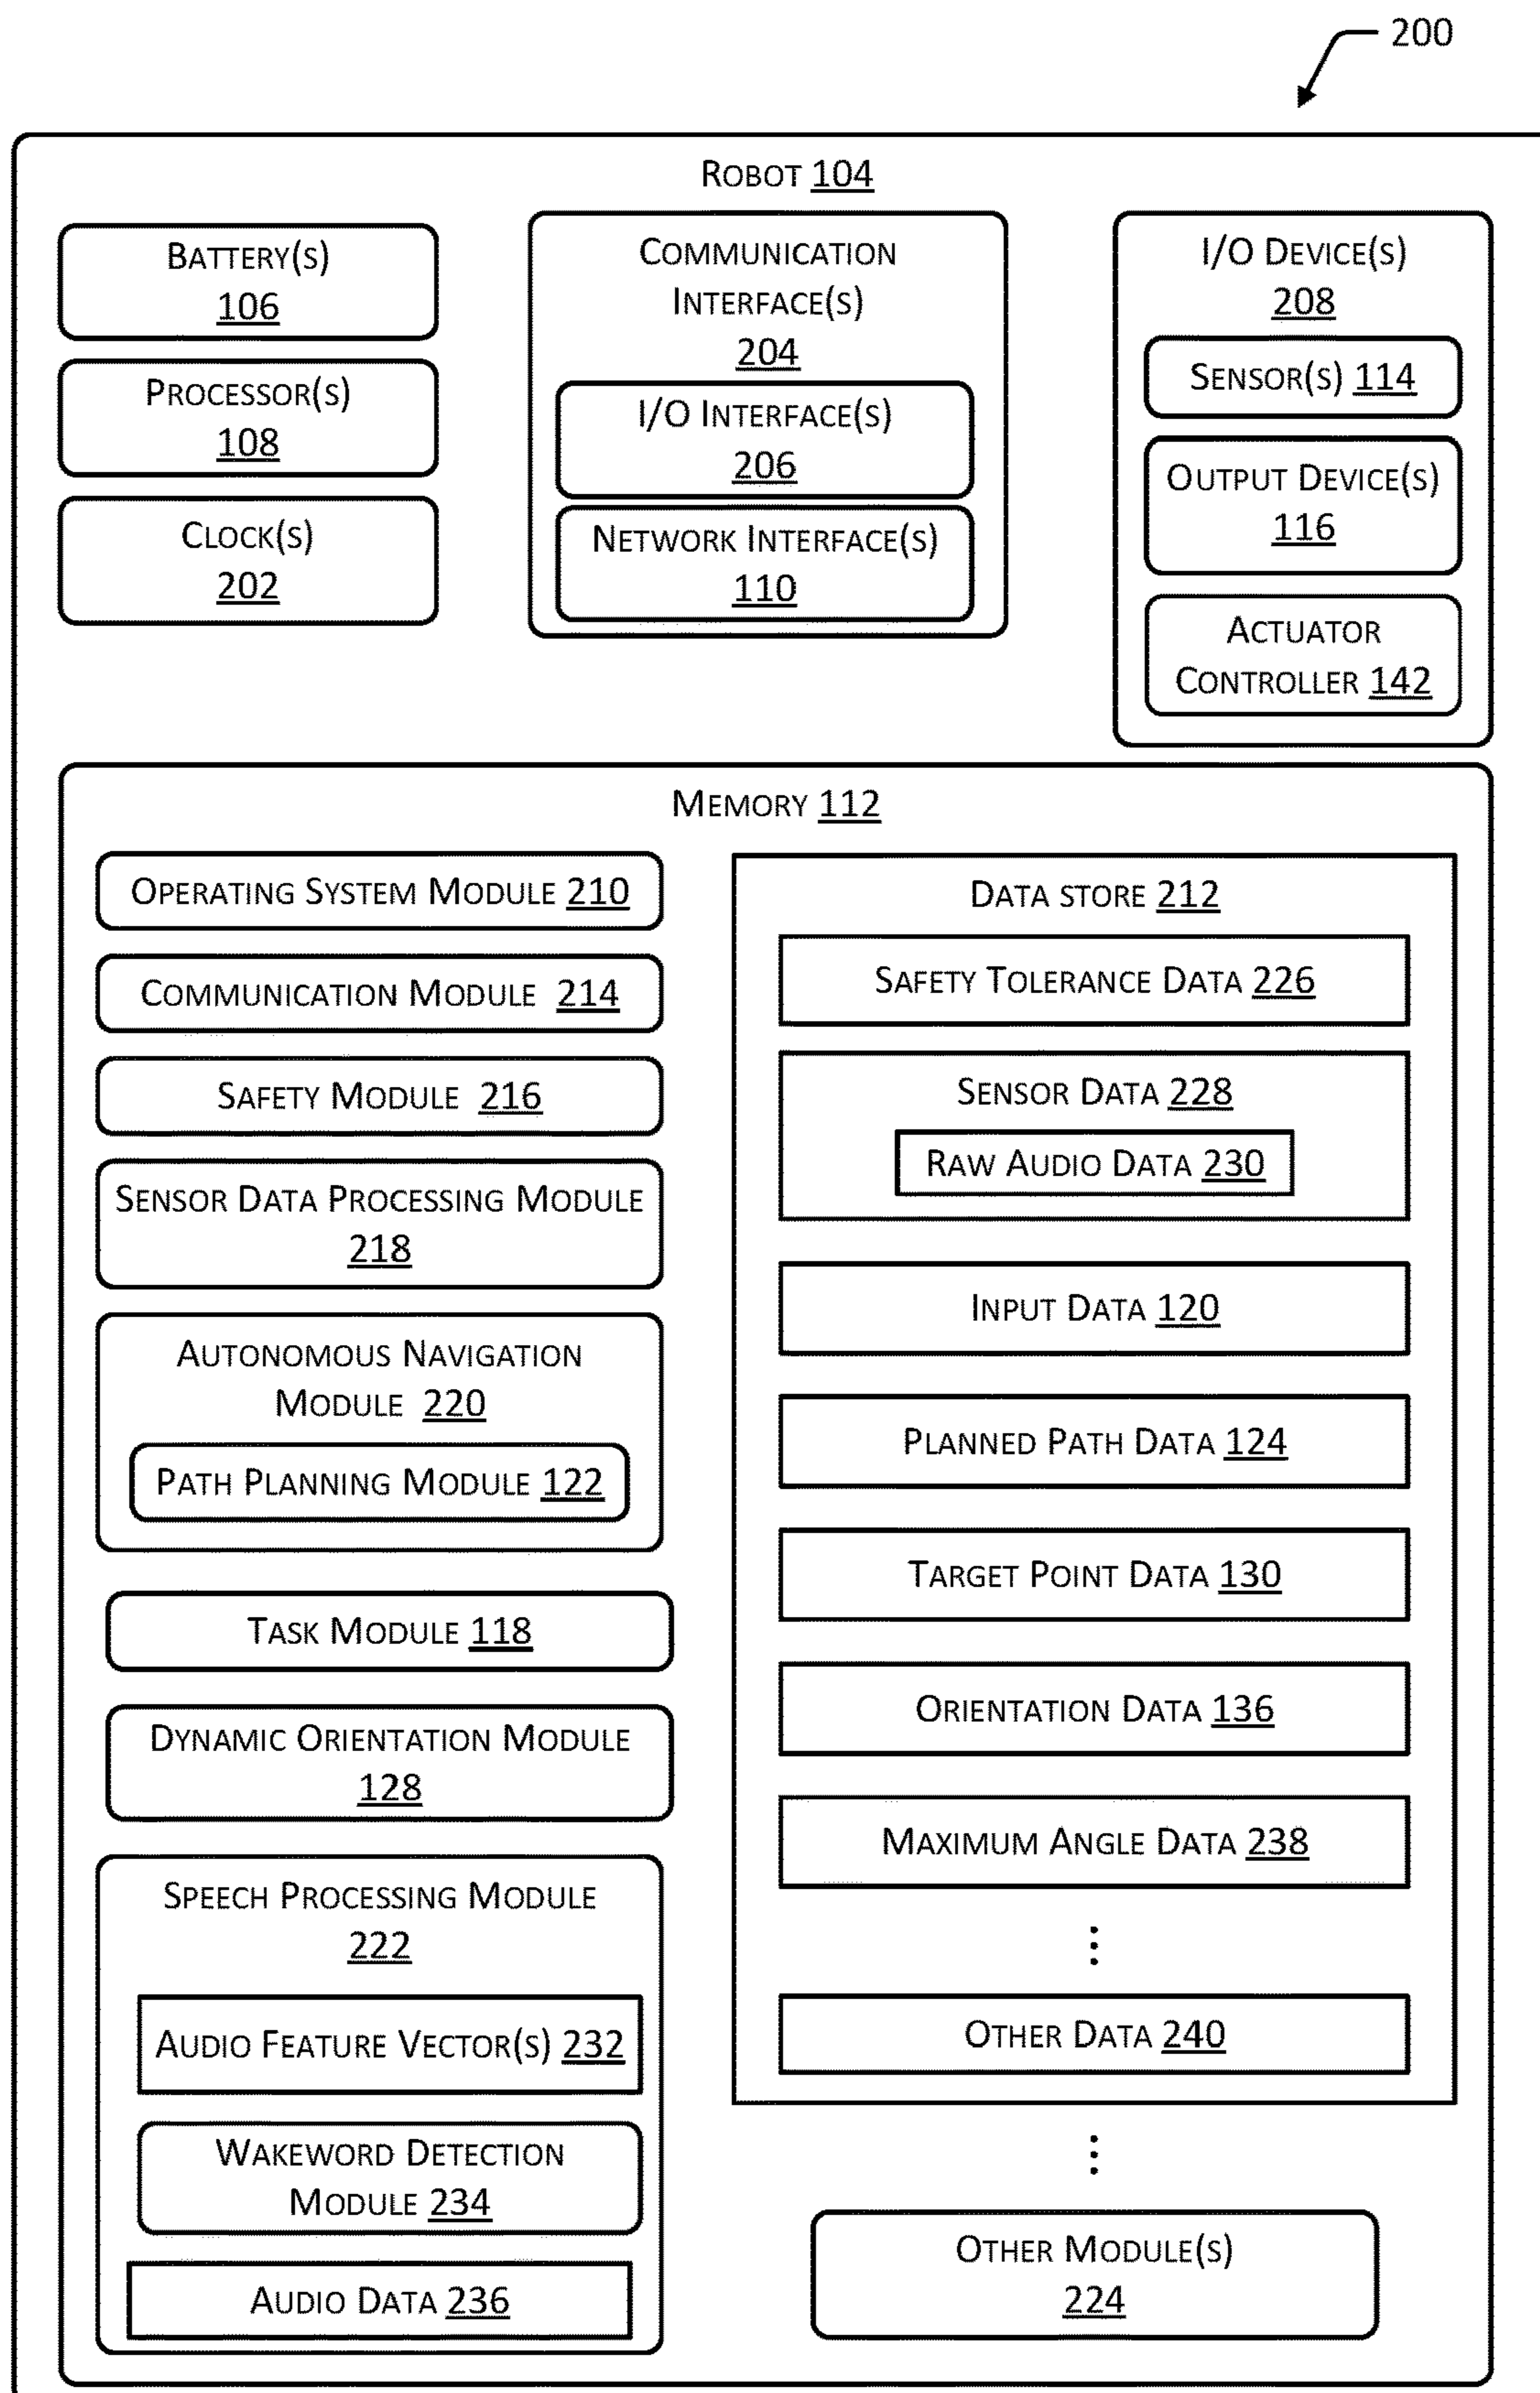 200
ROBOT 104
BATTERY(S)
106
PROCESSOR(S)
108
CLOCK(S)
202
COMMUNICATION
INTERFACE(S)
204
I/O INTERFACE(S)
206
NETWORK INTERFACE(S)
110
I/O DEVICE(S)
208
SENSOR(S) 114
OUTPUT DEVICE(S)
116
ACTUATOR
CONTROLLER 142
MEMORY 112
OPERATING SYSTEM MODULE 210
COMMUNICATION MODULE 214
SAFETY MODULE 216
SENSOR DATA PROCESSING MODULE
218
AUTONOMOUS NAVIGATION
MODULE 220
PATH PLANNING MODULE 122
TASK MODULE 118
DYNAMIC ORIENTATION MODULE
128
SPEECH PROCESSING MODULE
222
AUDIO FEATURE VECTOR(S) 232
WAKEWORD DETECTION
MODULE 234
AUDIO DATA 236
DATA STORE 212
SAFETY TOLERANCE DATA 226
SENSOR DATA 228
RAW AUDIO DATA 230
INPUT DATA 120
PLANNED PATH DATA 124
TARGET POINT DATA 130
ORIENTATION DATA 136
MAXIMUM ANGLE DATA 238
OTHER DATA 240
OTHER MODULE(S)
224